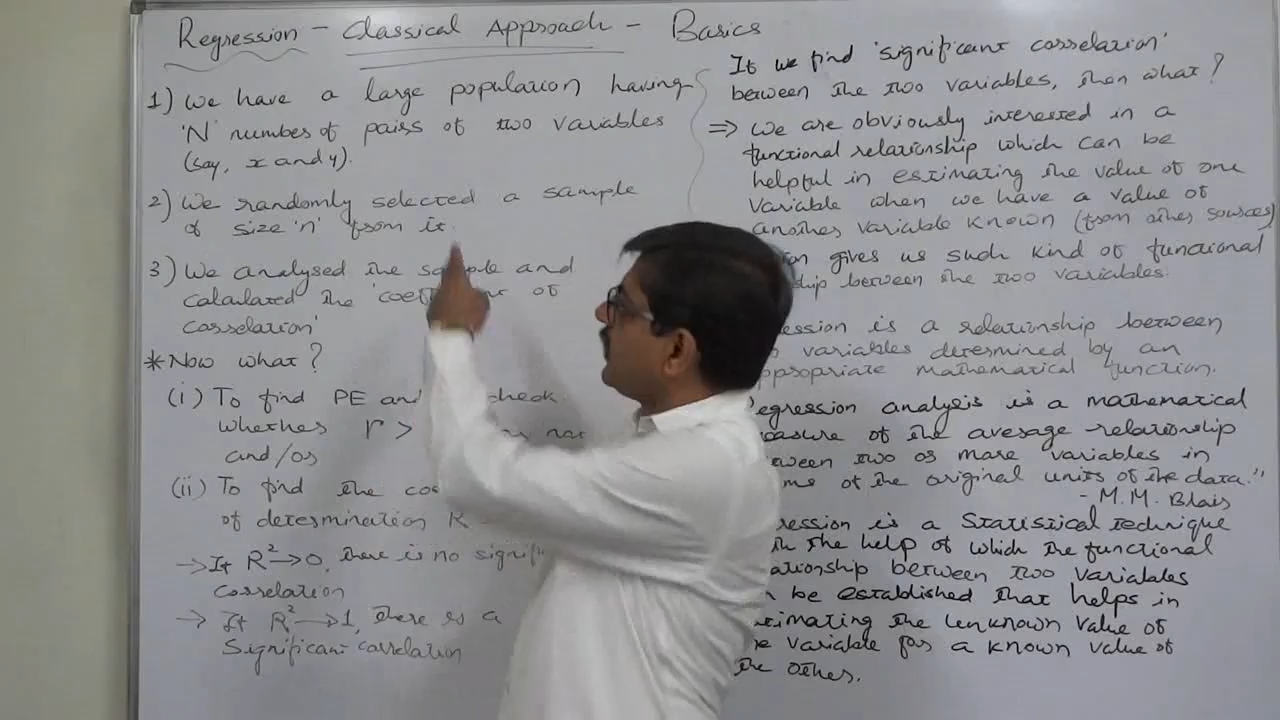 Regression - Classical Approach - Basics
1) We have a large population having
'N' number of pairs of two variables
(say, x and y).
2) We randomly selected a sample
of size 'n' from it.
3) We analysed the sample and
calculated the of
correlation'
* Now what?
(i) To find PE and check
whether r > not
and/or
(ii) To find the
of determination R
→ If R² → 0, there is no
correlation
→ If R² → 1, there is a
Significant correlation
If we find 'significant correlation'
between the two variables, then what?
⇒ We are obviously interested in a
functional relationship which can be
helpful in estimating the value of one
variable when we have a value of
another variable known (from other sources)
gives us such kind of functional
between the two variables.
is a relationship between
variables determined by an
appropriate mathematical function.
Regression analysis is a mathematical
measure of the average relationship
between two or more variables in
of the original units of the data."
- M.M. Blair
is a Statistical technique
the help of which the functional
relationship between two variables
be established that helps in
estimating the unknown value of
variable for a known value of
the other.